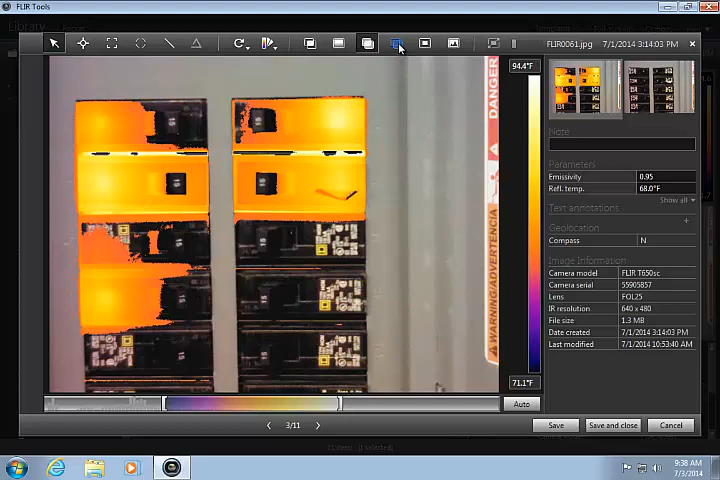 FLIR Tools
Library
FLIR0061.jpg 7/1/2014 3:14:03 PM
94.4°F
DANGER
WARNING/ADVERTENCIA
Note
Parameters
Emissivity 0.95
Refl. temp. 68.0°F
Show all
Text annotations
+
Geolocation
Compass N
Image Information
Camera model FLIR T650sc
Camera serial 55905857
Lens FOL25
IR resolution 640 x 480
File size 1.3 MB
Date created 7/1/2014 3:14:03 PM
Last modified 7/1/2014 10:53:40 AM
71.1°F
Auto
3/11
Save
Save and close
Cancel
9:38 AM
7/3/2014